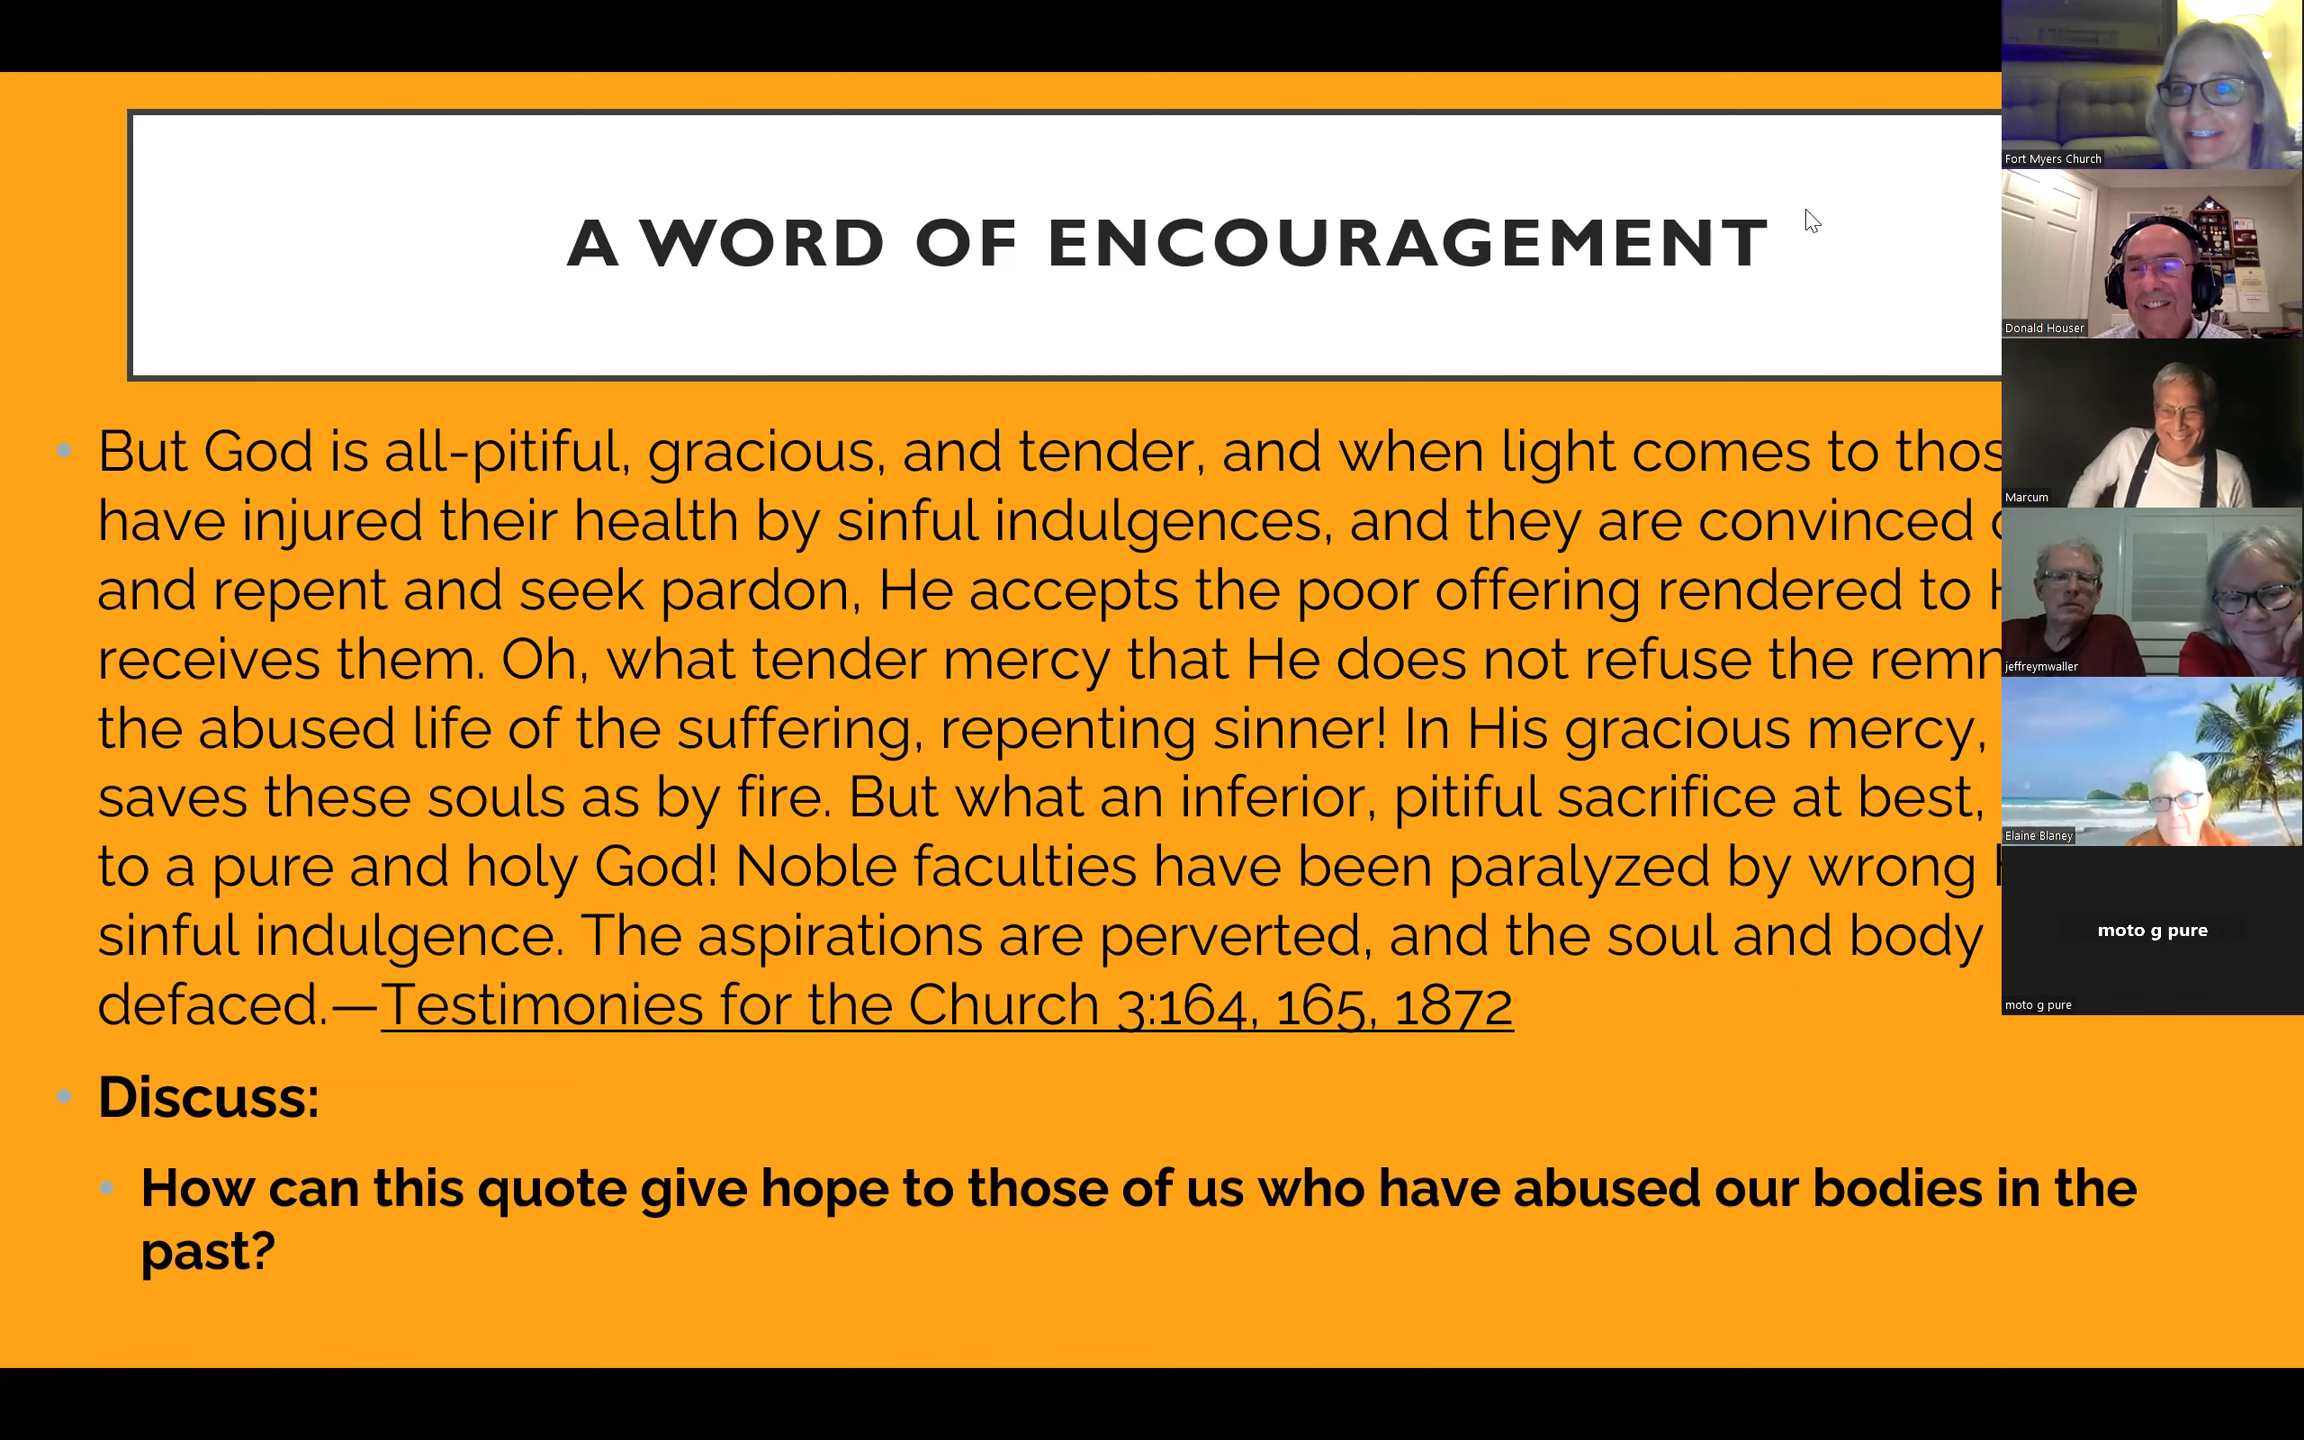 A WORD OF ENCOURAGEMENT
But God is all-pitiful, gracious, and tender, and when light comes to
have injured their health by sinful indulgences, and they are convinced
and repent and seek pardon, He accepts the poor offering rendered to
receives them. Oh, what tender mercy that He does not refuse the
the abused life of the suffering, repenting sinner! In His gracious mercy,
saves these souls as by fire. But what an inferior, pitiful sacrifice at best,
to a pure and holy God! Noble faculties have been paralyzed by wrong
sinful indulgence. The aspirations are perverted, and the soul and body
defaced.—Testimonies for the Church 3:164, 165, 1872
Discuss:
How can this quote give hope to those of us who have abused our bodies in the
past?
Fort Myers Church
Donald Houser
Marcum
jeffreymwaller
Elaine Blaney
moto g pure
moto g pure